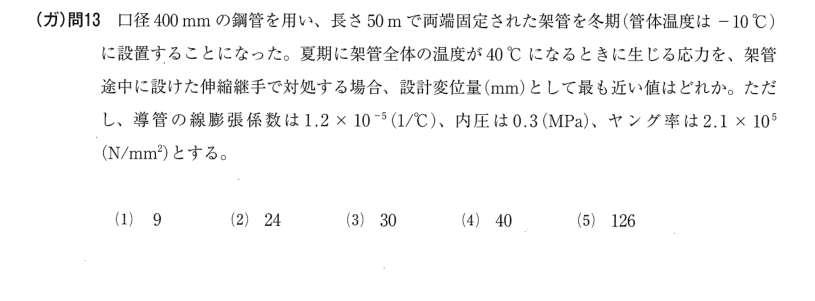 (ガ)問13　口径 400 mm の鋼管を用い、長さ 50 m で両端固定された架管を冬期(管体温度は −10 ℃)
に設置することになった。夏期に架管全体の温度が 40 ℃ になるときに生じる応力を、架管
途中に設けた伸縮継手で対処する場合、設計変位量(mm)として最も近い値はどれか。ただ
し、導管の線膨張係数は 1.2 × 10⁻⁵ (1/℃)、内圧は 0.3 (MPa)、ヤング率は 2.1 × 10⁵
(N/mm²)とする。
(1)　9　(2)　24　(3)　30　(4)　40　(5)　126